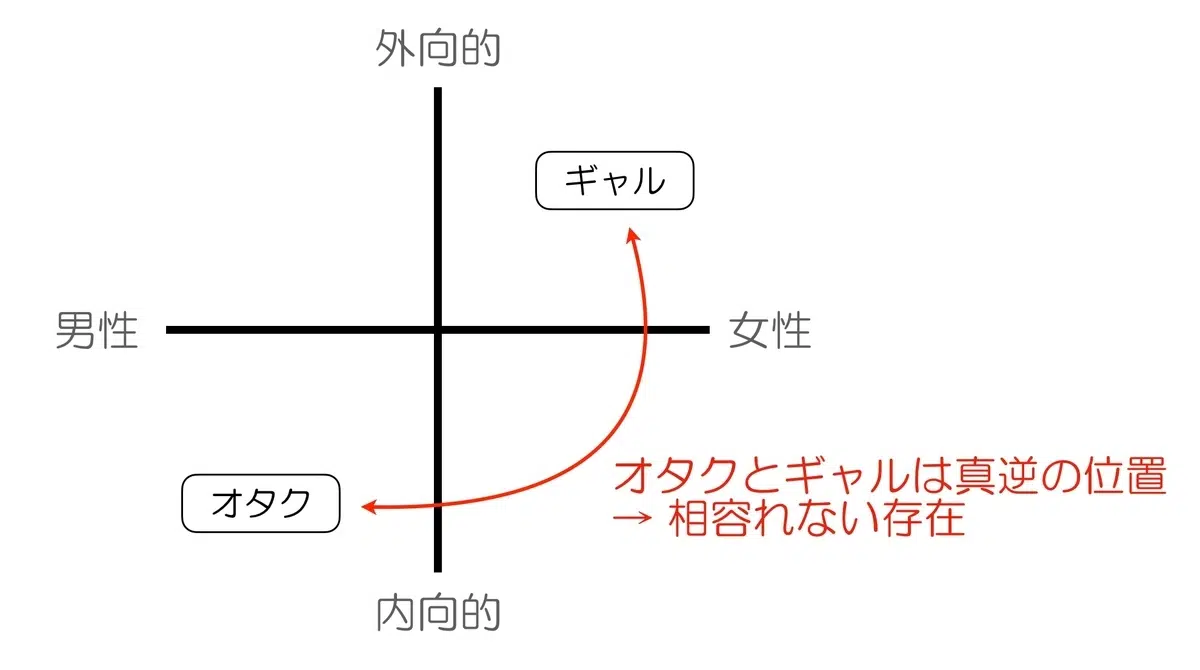 外向的
ギャル
男性
女性
オタク
オタクとギャルは真逆の位置
→ 相容れない存在
内向的